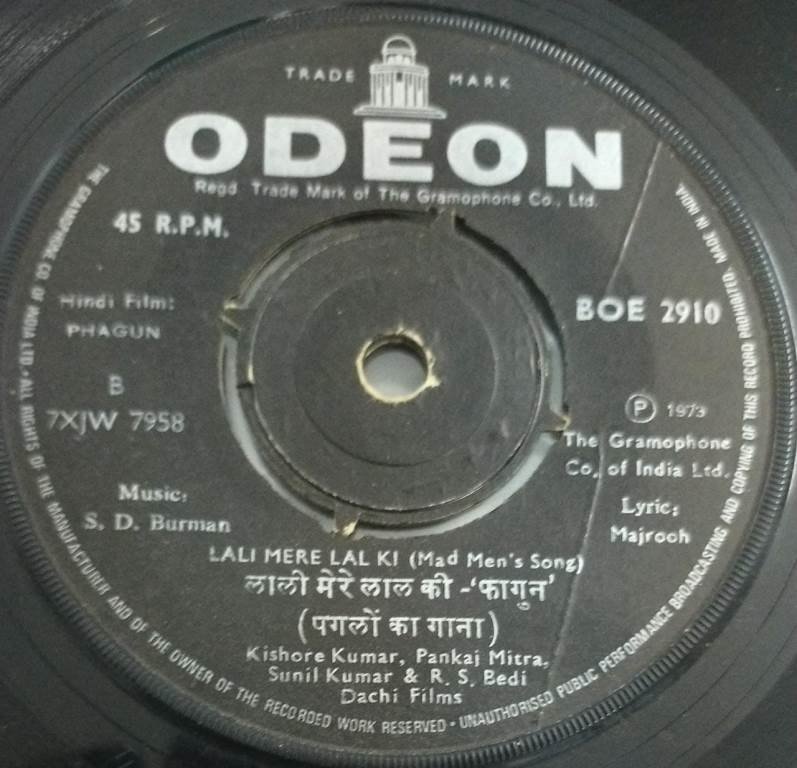 TRADE MARK
ODEON
Regd. Trade Mark of The Gramophone Co., Ltd.
45 R.P.M.
Hindi Film:
PHAGUN
B
7XJW 7958
Music:
S. D. Burman
BOE 2910
Ⓟ 1973
The Gramophone
Co. of India Ltd.
Lyric:
Majrooh
LALI MERE LAL KI (Mad Men's Song)
लाली मेरे लाल की -‘फागुन’
(पगलों का गाना)
Kishore Kumar, Pankaj Mitra,
Sunil Kumar & R. S. Bedi
Dachi Films
THE GRAMOPHONE CO. OF INDIA LTD. • ALL RIGHTS OF THE MANUFACTURER AND OF THE OWNER OF THE RECORDED WORK RESERVED • UNAUTHORISED PUBLIC PERFORMANCE BROADCASTING AND COPYING OF THIS RECORD PROHIBITED. MADE IN INDIA.